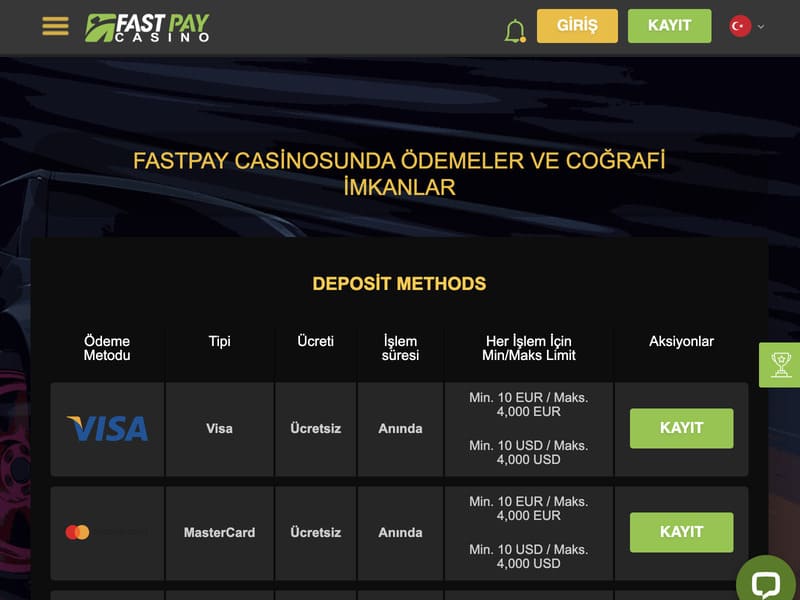 FAST PAY
CASINO
GİRİŞ
KAYIT
FASTPAY CASİNOSUNDA ÖDEMELER VE COĞRAFİ
İMKANLAR
DEPOSİT METHODS
Ödeme
Metodu
Tipi
Ücreti
İşlem
süresi
Her İşlem İçin
Min/Maks Limit
Aksiyonlar
VISA
Visa
Ücretsiz
Anında
Min. 10 EUR / Maks.
4,000 EUR
Min. 10 USD / Maks.
4,000 USD
KAYIT
MasterCard
Ücretsiz
Anında
Min. 10 EUR / Maks.
4,000 EUR
Min. 10 USD / Maks.
4,000 USD
KAYIT